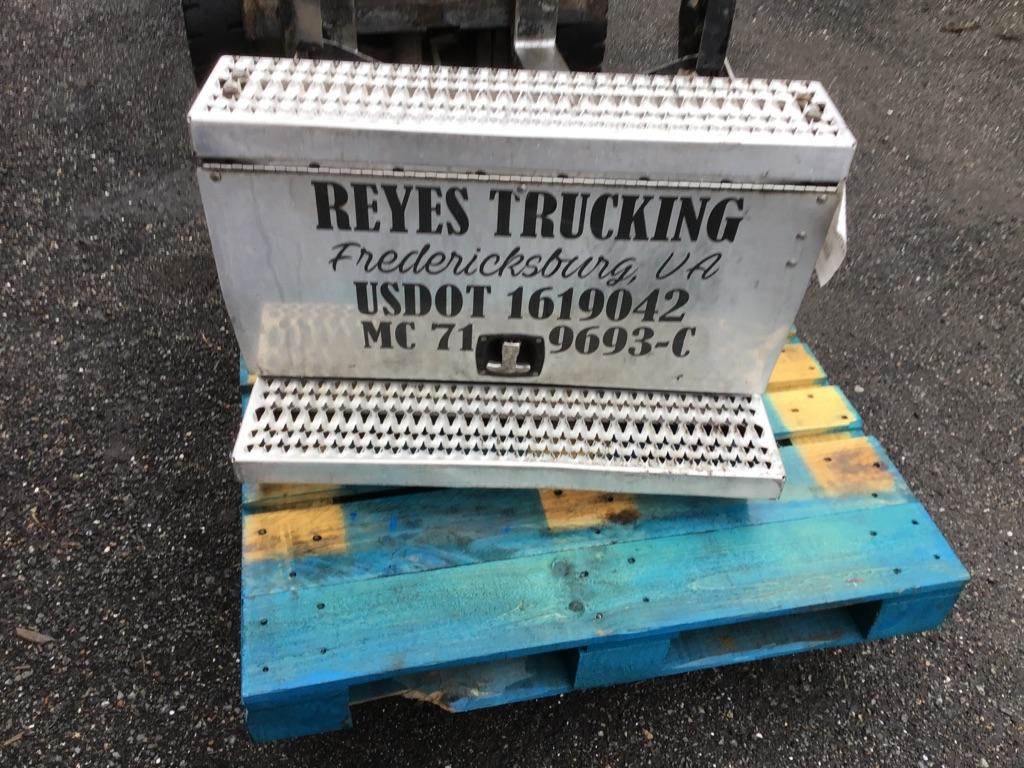 REYES TRUCKING
Fredericksburg, VA
USDOT 1619042
MC 71 9693-C